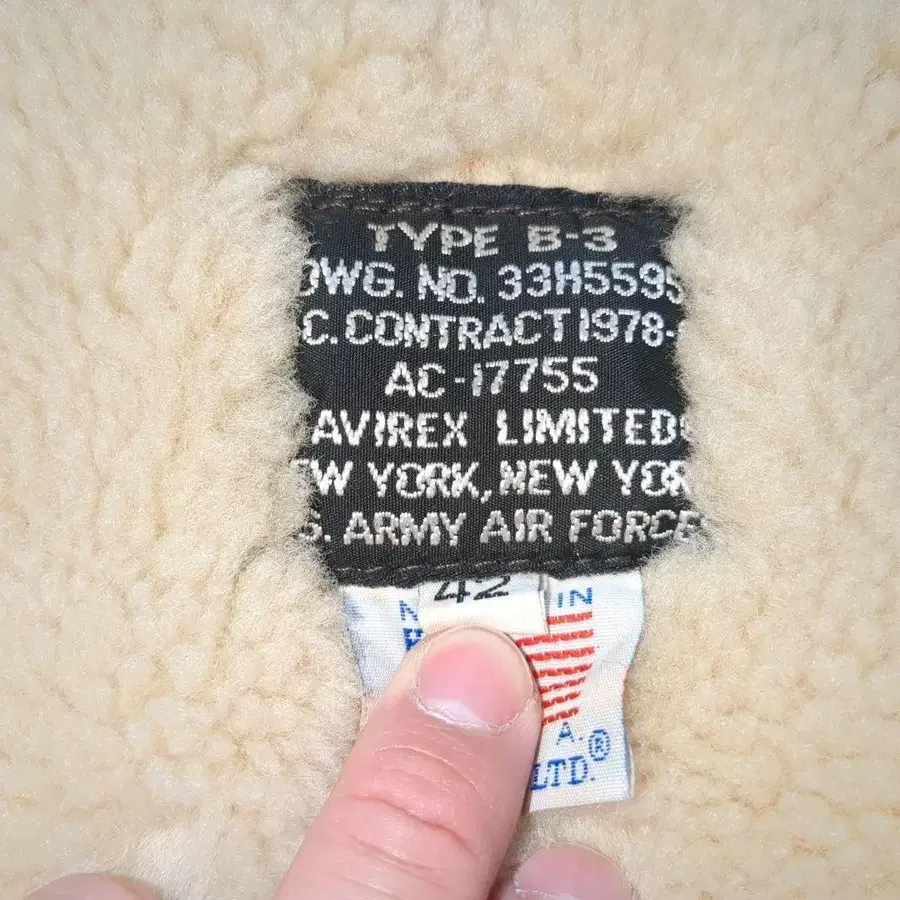 TYPE B-3
DWG. NO. 33H5595
C. CONTRACT 1978-
AC-17755
AVIREX LIMITED
EW YORK, NEW YOR
S. ARMY AIR FORCE
42
IN
A.
LTD.®